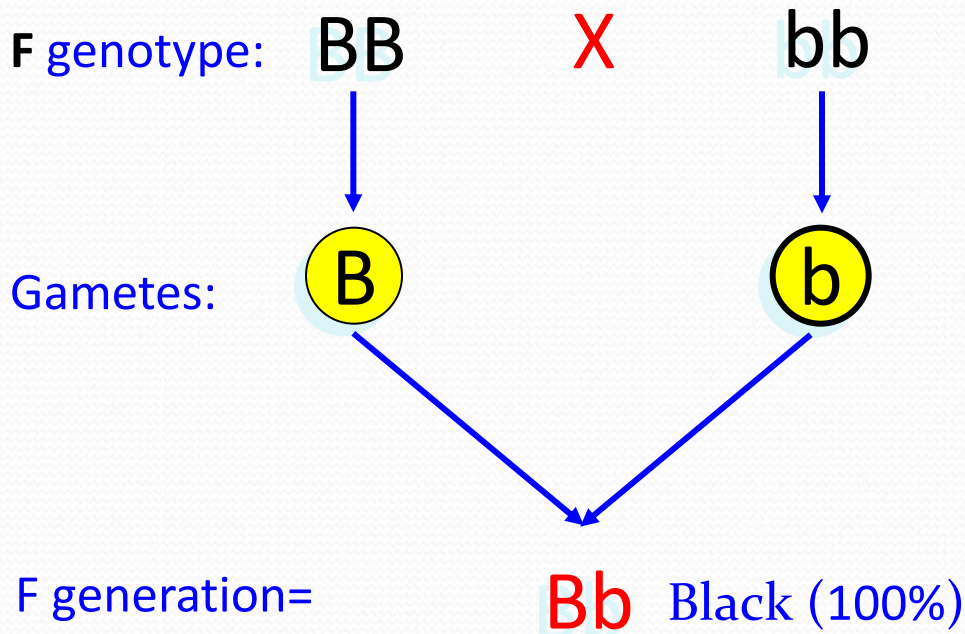 F genotype: BB X bb
Gametes: B b
F generation= Bb Black (100%)